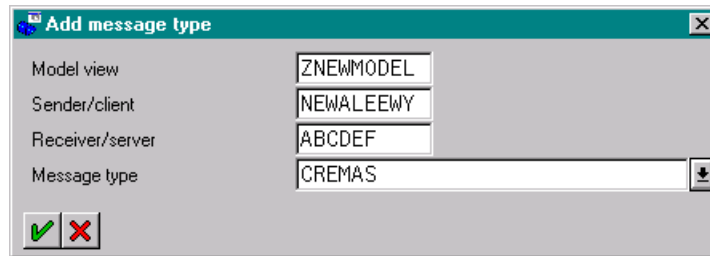 Add message type
Model view ZNEWMODEL
Sender/client NEWALEEWY
Receiver/server ABCDEF
Message type CREMAS